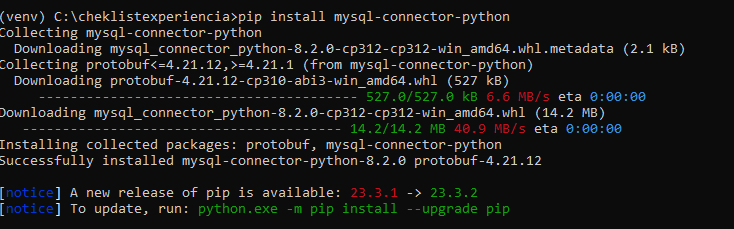 (venv) C:\cheklistexperiencia>pip install mysql-connector-python
Collecting mysql-connector-python
  Downloading mysql_connector_python-8.2.0-cp312-cp312-win_amd64.whl.metadata (2.1 kB)
Collecting protobuf<=4.21.12,>=4.21.1 (from mysql-connector-python)
  Downloading protobuf-4.21.12-cp310-abi3-win_amd64.whl (527 kB)
     ---------------------------------------- 527.0/527.0 kB 6.6 MB/s eta 0:00:00
Downloading mysql_connector_python-8.2.0-cp312-cp312-win_amd64.whl (14.2 MB)
   ---------------------------------------- 14.2/14.2 MB 40.9 MB/s eta 0:00:00
Installing collected packages: protobuf, mysql-connector-python
Successfully installed mysql-connector-python-8.2.0 protobuf-4.21.12
[notice] A new release of pip is available: 23.3.1 -> 23.3.2
[notice] To update, run: python.exe -m pip install --upgrade pip